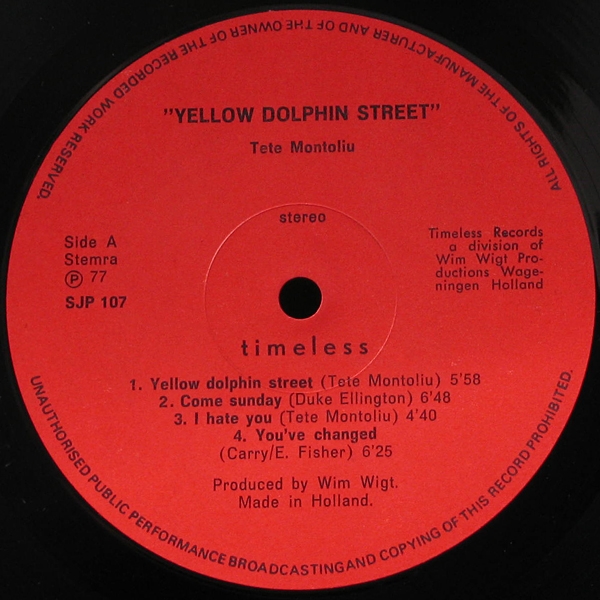 ALL RIGHTS OF THE MANUFACTURER AND OF THE OWNER OF THE RECORDED WORK RESERVED.
"YELLOW DOLPHIN STREET"
Tete Montoliu
stereo
Side A
Stemra
Ⓟ 77
SJP 107
Timeless Records
a division of
Wim Wigt Pro-
ductions Wage-
ningen Holland
timeless
1. Yellow dolphin street (Tete Montoliu) 5'58
2. Come sunday (Duke Ellington) 6'48
3. I hate you (Tete Montoliu) 4'40
4. You've changed
(Carry/E. Fisher) 6'25
Produced by Wim Wigt.
Made in Holland.
UNAUTHORISED PUBLIC PERFORMANCE BROADCASTING AND COPYING OF THIS RECORD PROHIBITED.